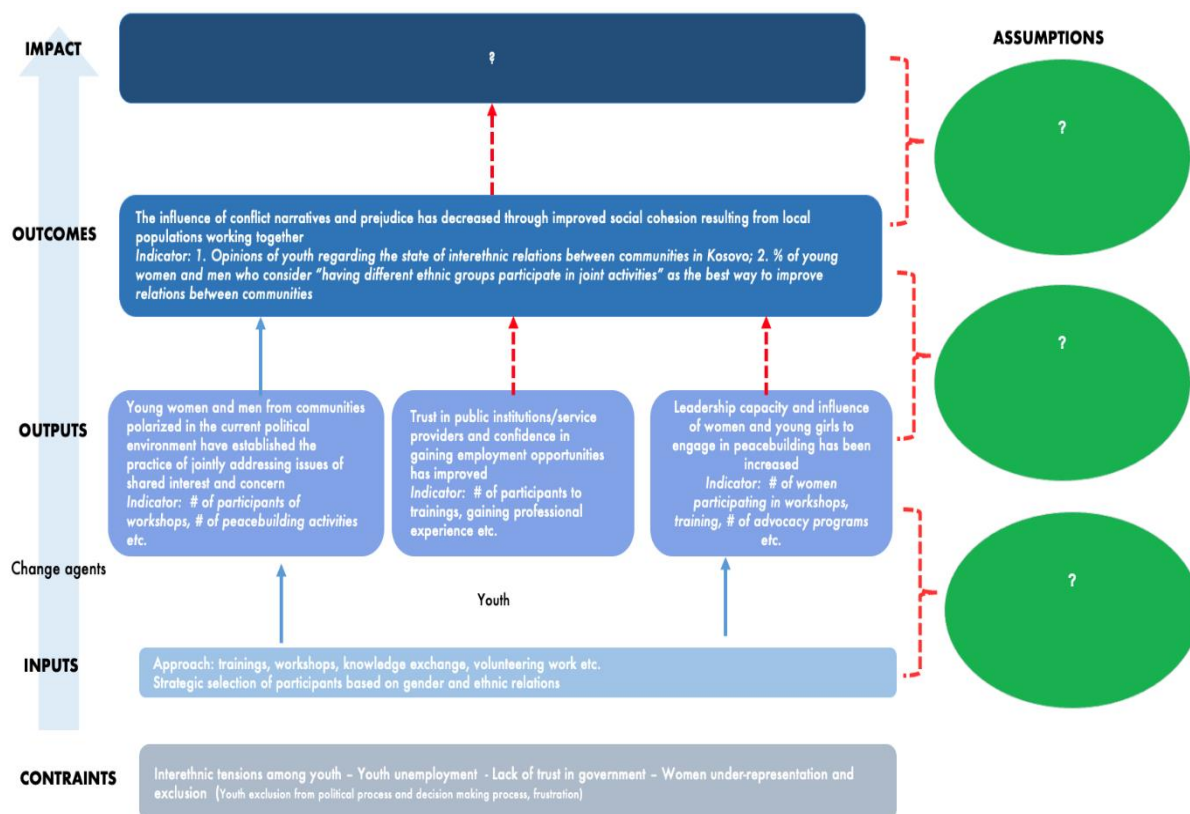 IMPACT
?
ASSUMPTIONS
?
OUTCOMES
The influence of conflict narratives and prejudice has decreased through improved social cohesion resulting from local
populations working together
Indicator: 1. Opinions of youth regarding the state of interethnic relations between communities in Kosovo; 2. % of young
women and men who consider “having different ethnic groups participate in joint activities” as the best way to improve
relations between communities
?
OUTPUTS
Young women and men from communities
polarized in the current political
environment have established the
practice of jointly addressing issues of
shared interest and concern
Indicator: # of participants of
workshops, # of peacebuilding activities
etc.
Trust in public institutions/service
providers and confidence in
gaining employment opportunities
has improved
Indicator: # of participants to
trainings, gaining professional
experience etc.
Leadership capacity and influence
of women and young girls to
engage in peacebuilding has been
increased
Indicator: # of women
participating in workshops,
training, # of advocacy programs
etc.
Change agents
Youth
?
INPUTS
Approach: trainings, workshops, knowledge exchange, volunteering work etc.
Strategic selection of participants based on gender and ethnic relations
CONTRAINTS
Interethnic tensions among youth – Youth unemployment - Lack of trust in government – Women under-representation and
exclusion (Youth exclusion from political process and decision making process, frustration)